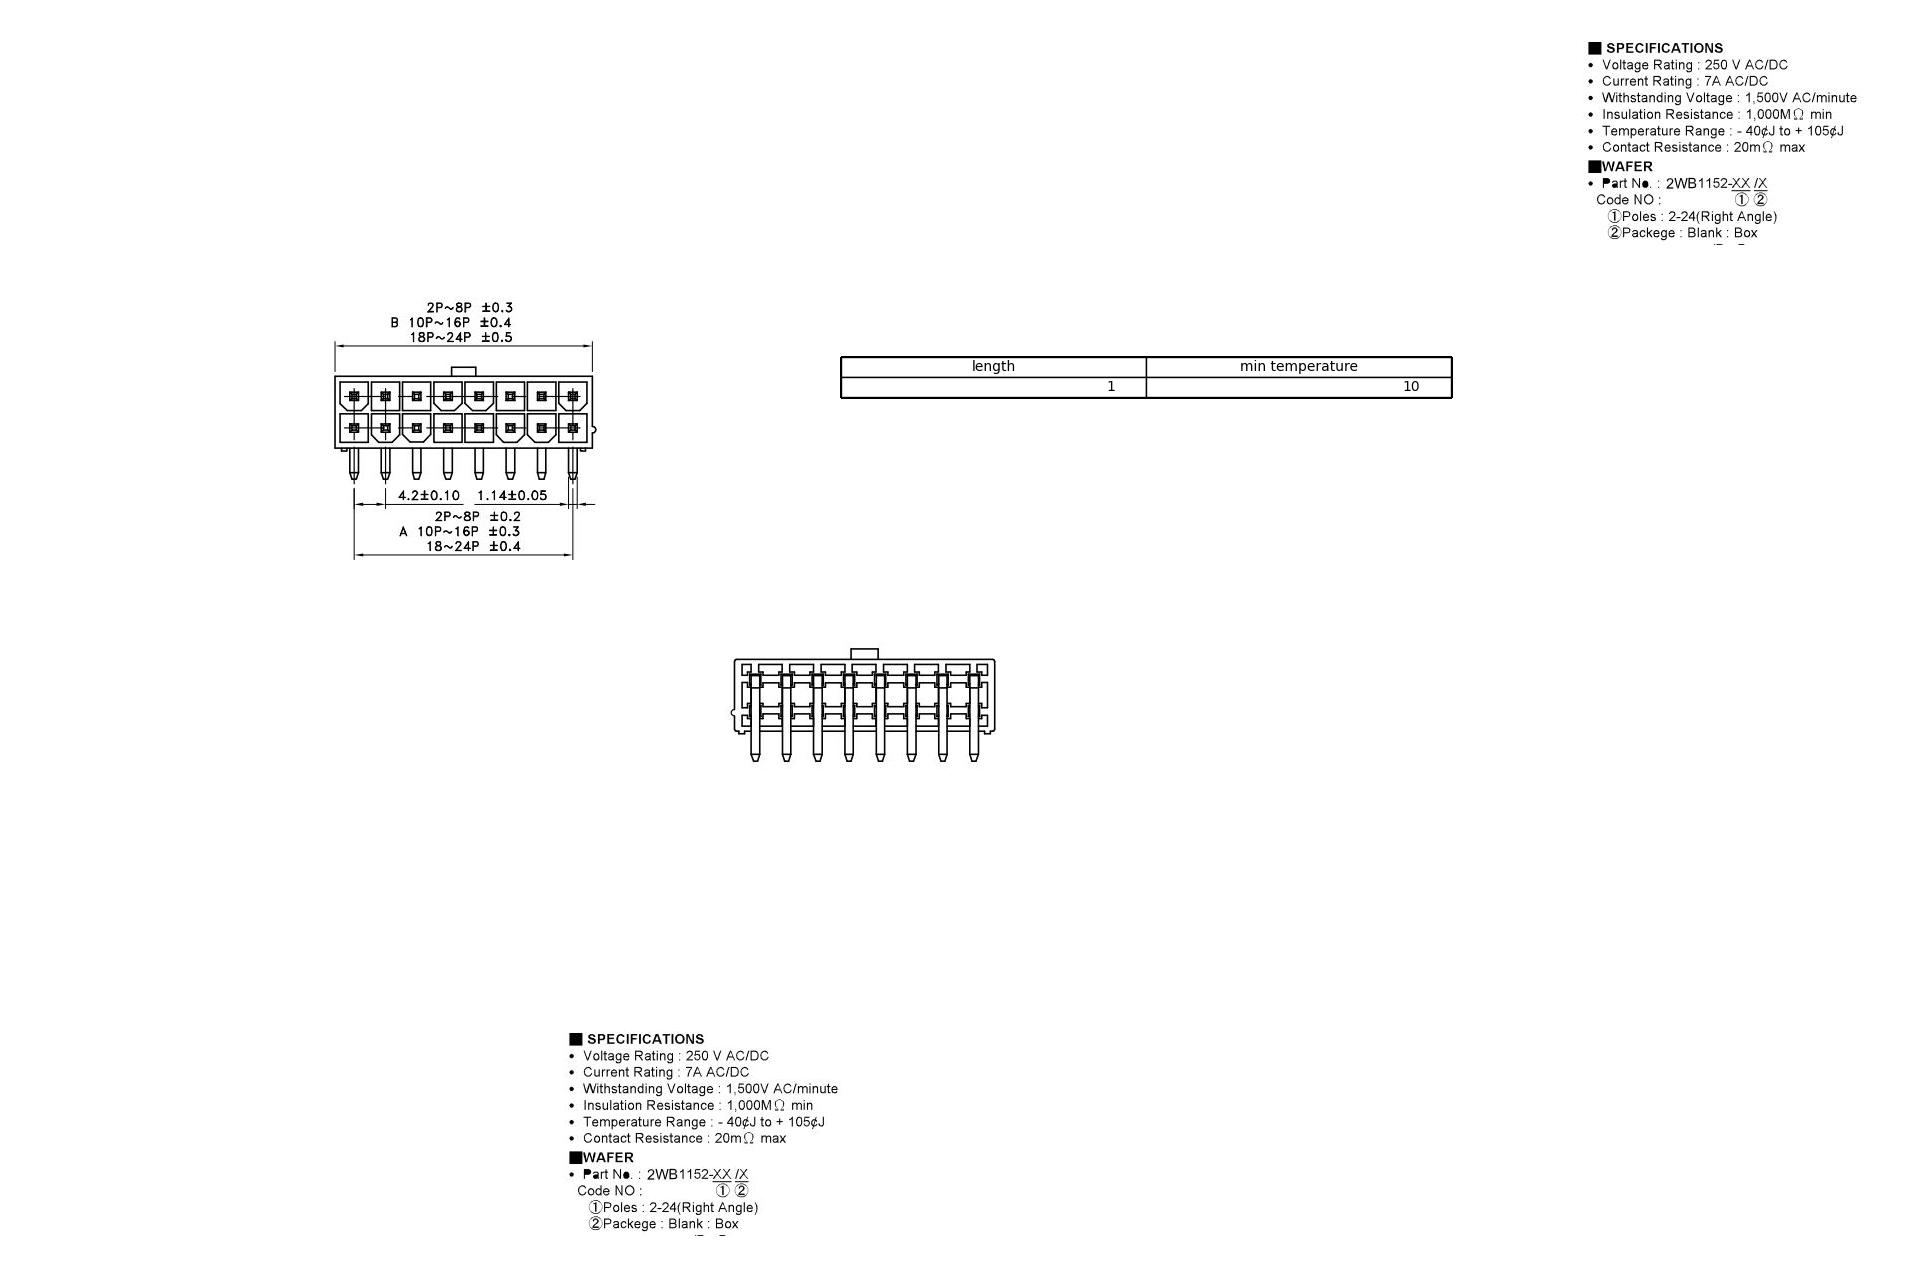 ■ SPECIFICATIONS
• Voltage Rating : 250 V AC/DC
• Current Rating : 7A AC/DC
• Withstanding Voltage : 1,500V AC/minute
• Insulation Resistance : 1,000MΩ min
• Temperature Range : - 40¢J to + 105¢J
• Contact Resistance : 20mΩ max
■WAFER
• Part No. : 2WB1152-XX /X
Code NO : ① ②
①Poles : 2-24(Right Angle)
②Packege : Blank : Box
2P~8P ±0.3
B 10P~16P ±0.4
18P~24P ±0.5
4.2±0.10 1.14±0.05
2P~8P ±0.2
A 10P~16P ±0.3
18~24P ±0.4
length min temperature
1 10
■ SPECIFICATIONS
• Voltage Rating : 250 V AC/DC
• Current Rating : 7A AC/DC
• Withstanding Voltage : 1,500V AC/minute
• Insulation Resistance : 1,000MΩ min
• Temperature Range : - 40¢J to + 105¢J
• Contact Resistance : 20mΩ max
■WAFER
• Part No. : 2WB1152-XX /X
Code NO : ① ②
①Poles : 2-24(Right Angle)
②Packege : Blank : Box